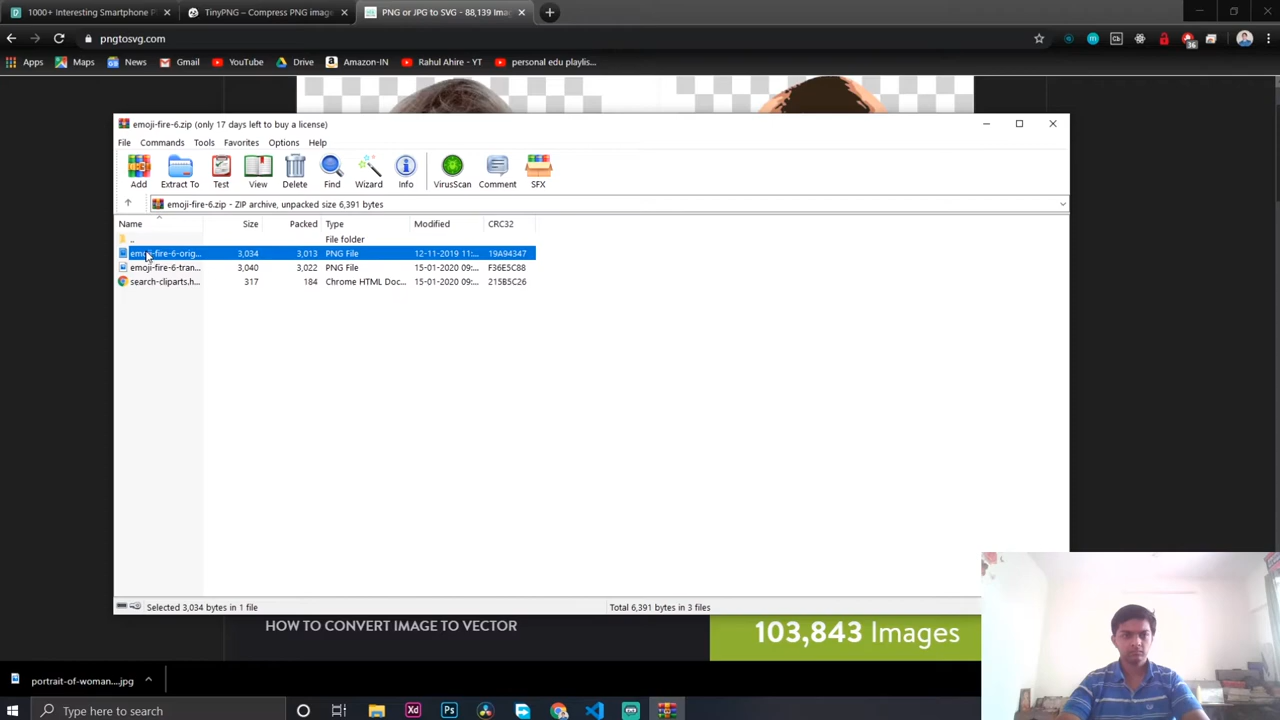 1000+ Interesting Smartphone P
TinyPNG – Compress PNG image
PNG or JPG to SVG - 88,139 Imag
pngtosvg.com
Apps
Maps
News
Gmail
YouTube
Drive
Amazon-IN
Rahul Ahire - YT
personal edu playlis...
36
emoji-fire-6.zip (only 17 days left to buy a license)
File Commands Tools Favorites Options Help
Add
Extract To
Test
View
Delete
Find
Wizard
Info
VirusScan
Comment
SFX
emoji-fire-6.zip - ZIP archive, unpacked size 6,391 bytes
Name Size Packed Type Modified CRC32
.. File folder
emoji-fire-6-orig... 3,034 3,013 PNG File 12-11-2019 11:... 19A94347
emoji-fire-6-tran... 3,040 3,022 PNG File 15-01-2020 09:... F36E5C88
search-cliparts.h... 317 184 Chrome HTML Doc... 15-01-2020 09:... 215B5C26
Selected 3,034 bytes in 1 file
Total 6,391 bytes in 3 files
HOW TO CONVERT IMAGE TO VECTOR
103,843 Images
portrait-of-woman....jpg
Type here to search
Xd
Ps